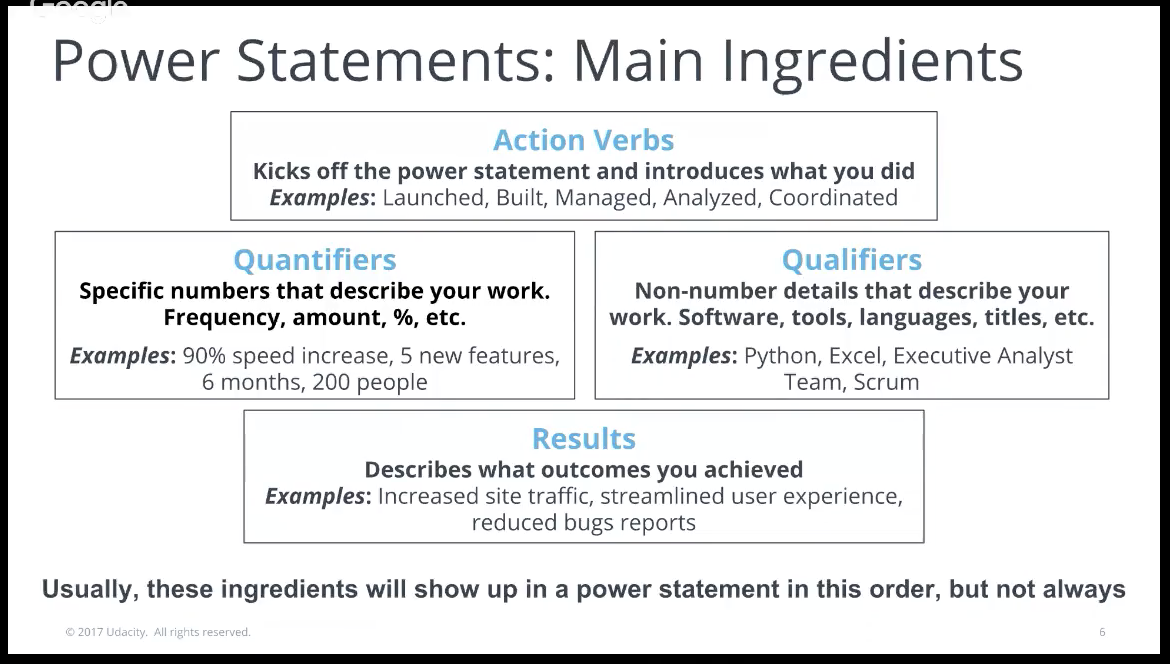 Google
Power Statements: Main Ingredients
Action Verbs
Kicks off the power statement and introduces what you did
Examples: Launched, Built, Managed, Analyzed, Coordinated
Quantifiers
Specific numbers that describe your work.
Frequency, amount, %, etc.
Examples: 90% speed increase, 5 new features,
6 months, 200 people
Qualifiers
Non-number details that describe your
work. Software, tools, languages, titles, etc.
Examples: Python, Excel, Executive Analyst
Team, Scrum
Results
Describes what outcomes you achieved
Examples: Increased site traffic, streamlined user experience,
reduced bugs reports
Usually, these ingredients will show up in a power statement in this order, but not always
© 2017 Udacity. All rights reserved.
6